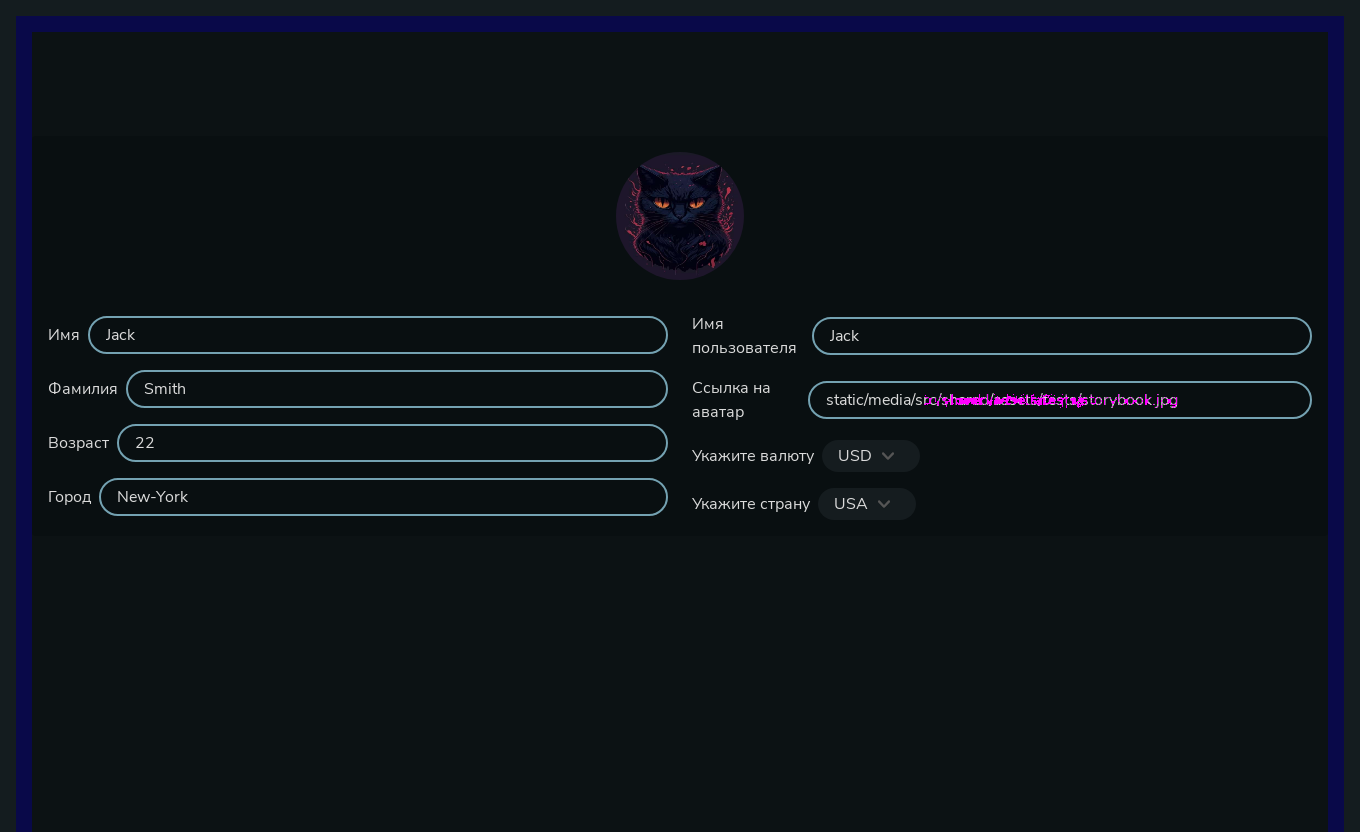 Имя
Jack
Фамилия
Smith
Возраст
22
Город
New-York
Имя
пользователя
Jack
Ссылка на
аватар
static/media/src/shared/assets/tests/storybook.jpg
Укажите валюту
USD
Укажите страну
USA